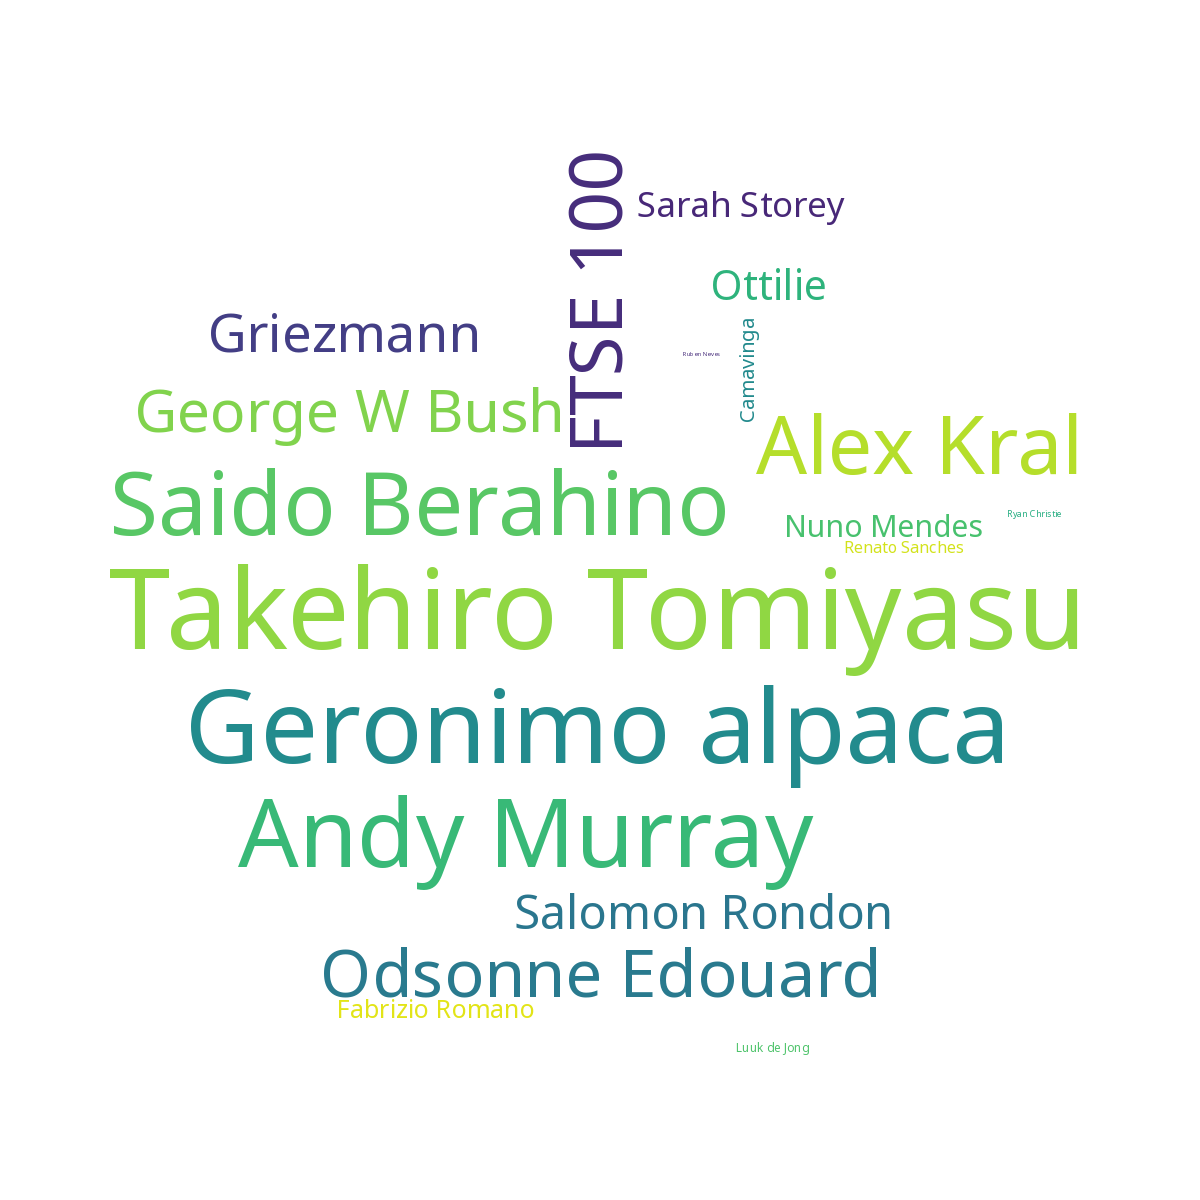 FTSE 100
Sarah Storey
Ottilie
Griezmann
Camavinga
Ruben Neves
George W Bush
Alex Kral
Saido Berahino
Nuno Mendes
Ryan Christie
Renato Sanches
Takehiro Tomiyasu
Geronimo alpaca
Andy Murray
Salomon Rondon
Odsonne Edouard
Fabrizio Romano
Luuk de Jong